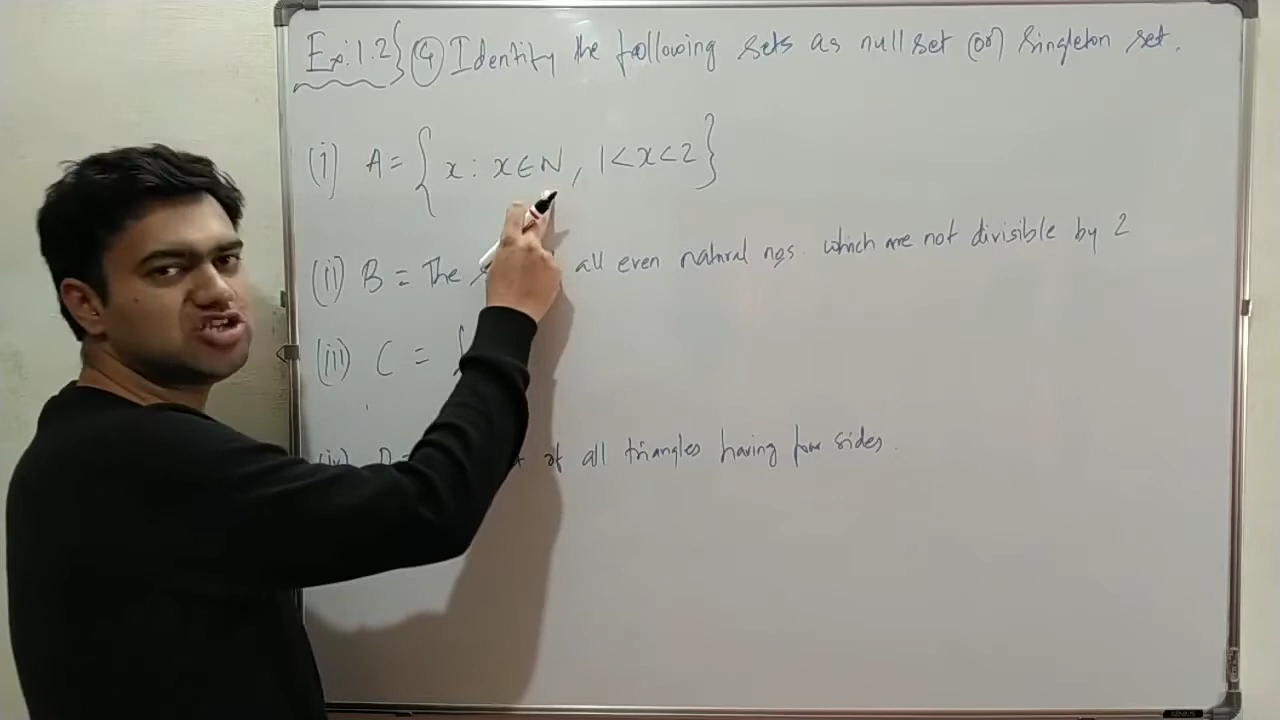 Ex:1.2} ④ Identify the following sets as null set (or) Singleton set.
(i) A = { x : x ∈ N, 1 < x < 2 }
(ii) B = The all even natural nos. which are not divisible by 2
(iii) C = {
(iv) D = of all triangles having four sides.